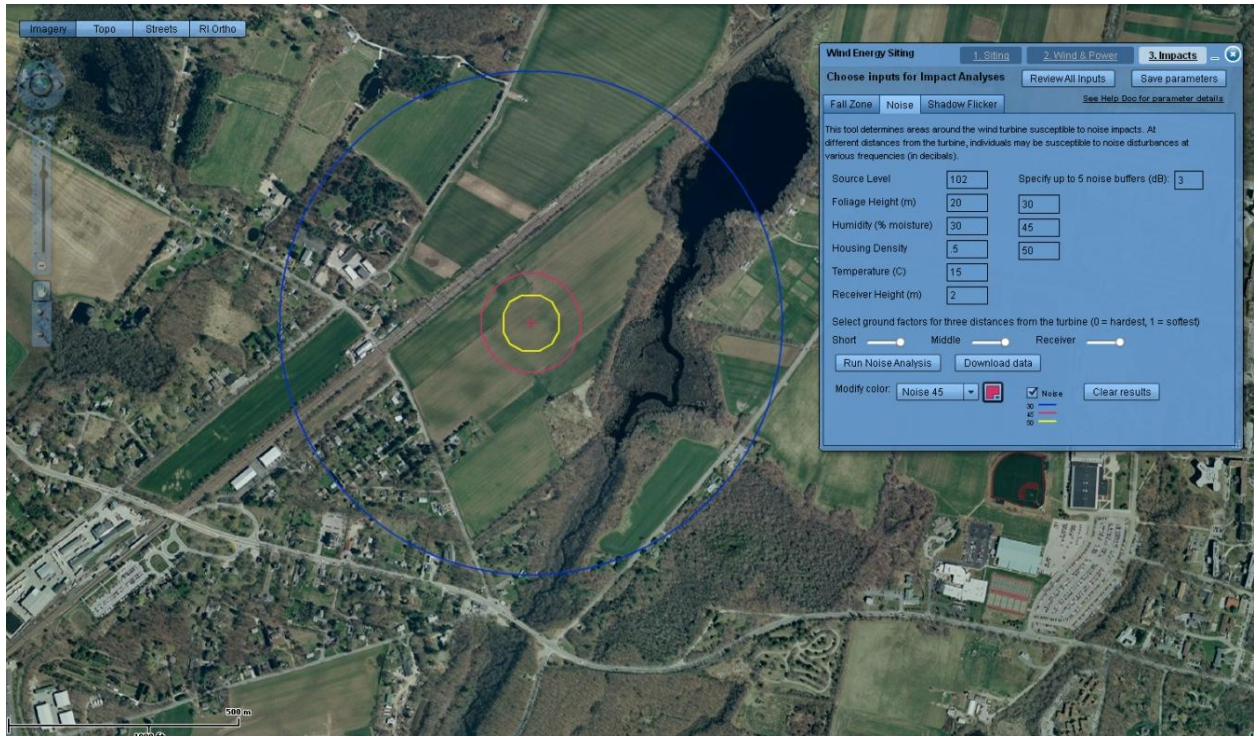 Imagery Topo Streets RI Ortho
Wind Energy Siting 1. Siting 2. Wind & Power 3. Impacts
Choose inputs for Impact Analyses Review All Inputs Save parameters
Fall Zone Noise Shadow Flicker See Help Doc for parameter details
This tool determines areas around the wind turbine susceptible to noise impacts. At
different distances from the turbine, individuals may be susceptible to noise disturbances at
various frequencies (in decibals).
Source Level 102 Specify up to 5 noise buffers (dB): 3
Foliage Height (m) 20 30
Humidity (% moisture) 30 45
Housing Density .5 50
Temperature (C) 15
Receiver Height (m) 2
Select ground factors for three distances from the turbine (0 = hardest, 1 = softest)
Short Middle Receiver
Run Noise Analysis Download data
Modify color: Noise 45 Noise Clear results
30
45
50
500 m
1000 ft